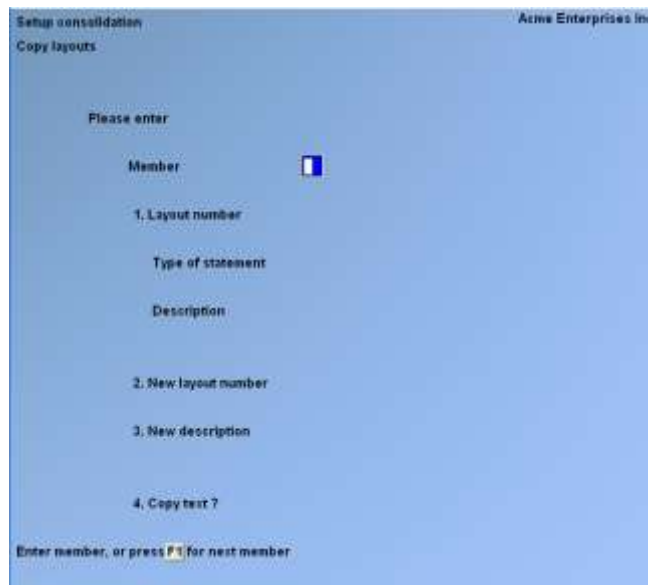 Setup consolidation
Acme Enterprises Inc
Copy layouts
Please enter
Member
1. Layout number
Type of statement
Description
2. New layout number
3. New description
4. Copy text ?
Enter member, or press F1 for next member